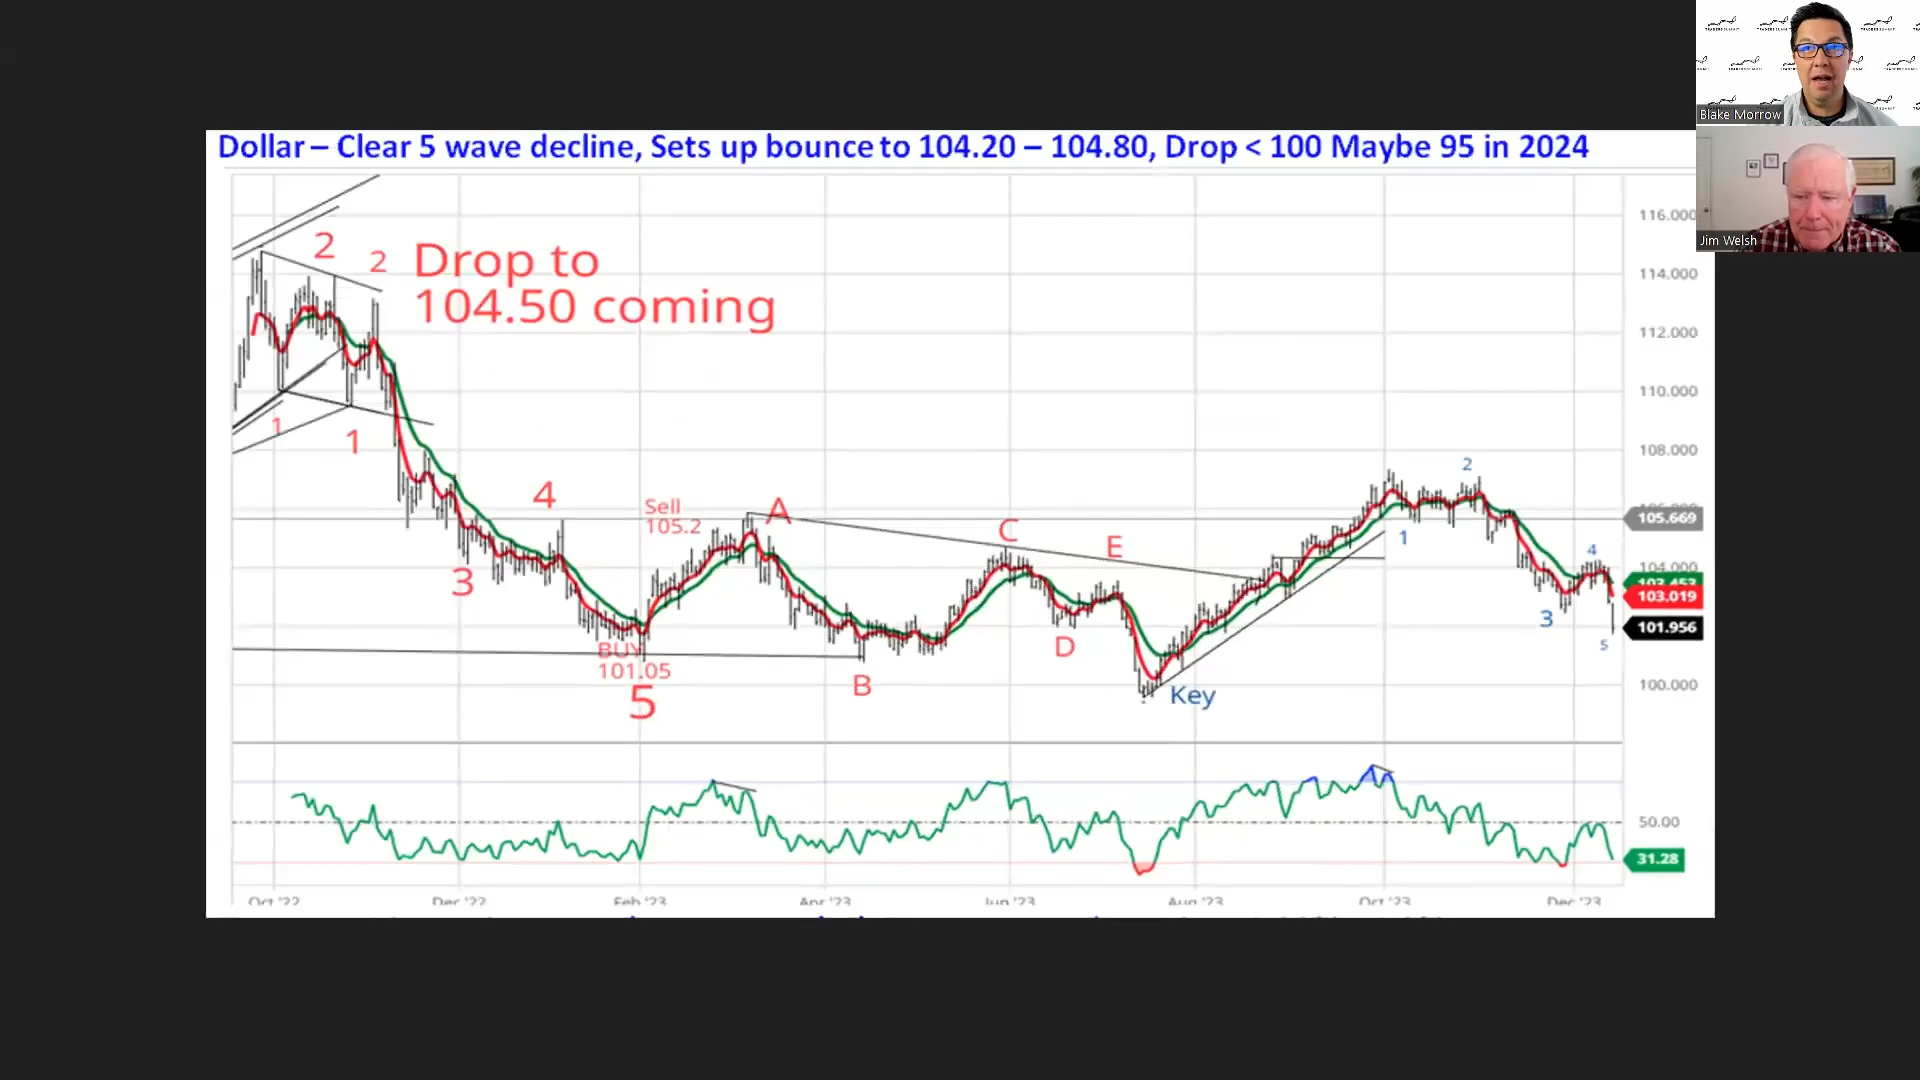 Dollar – Clear 5 wave decline, Sets up bounce to 104.20 – 104.80, Drop < 100 Maybe 95 in 2024
Blake Morrow
Jim Welsh
Drop to
104.50 coming
2
2
1
1
3
4
5
Sell
105.2
BUY
101.05
A
B
C
D
E
Key
1
2
3
4
5
116.000
114.000
112.000
110.000
108.000
105.669
104.000
103.453
103.019
101.956
100.000
50.00
31.28
Oct '22
Dec '22
Feb '23
Apr '23
Jun '23
Aug '23
Oct '23
Dec '23